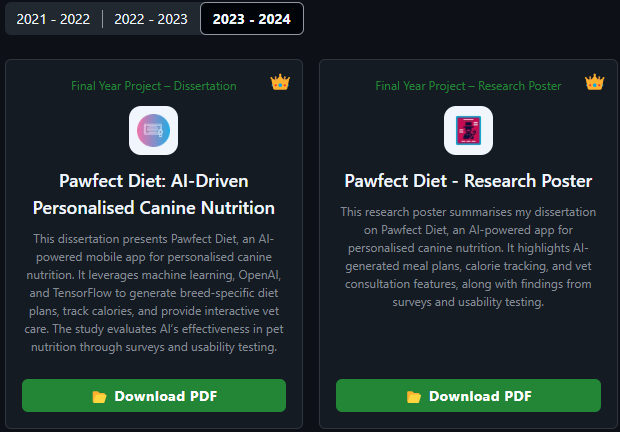 2021 - 2022
2022 - 2023
2023 - 2024
Final Year Project – Dissertation
Pawfect Diet: AI-Driven
Personalised Canine Nutrition
This dissertation presents Pawfect Diet, an AI-
powered mobile app for personalised canine
nutrition. It leverages machine learning, OpenAI,
and TensorFlow to generate breed-specific diet
plans, track calories, and provide interactive vet
care. The study evaluates AI's effectiveness in pet
nutrition through surveys and usability testing.
Download PDF
Final Year Project – Research Poster
Pawfect Diet - Research Poster
This research poster summarises my dissertation
on Pawfect Diet, an AI-powered app for
personalised canine nutrition. It highlights AI-
generated meal plans, calorie tracking, and vet
consultation features, along with findings from
surveys and usability testing.
Download PDF